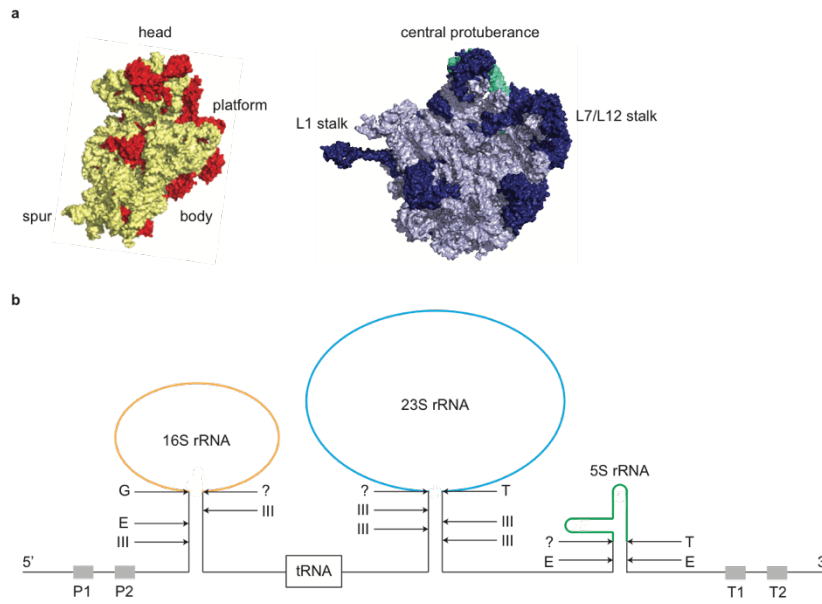 a
head
central protuberance
platform
L1 stalk
L7/L12 stalk
spur
body
b
23S rRNA
16S rRNA
5S rRNA
G ? ? T
III III
E III
III III III ? T
5' tRNA E E 3'
P1 P2 T1 T2